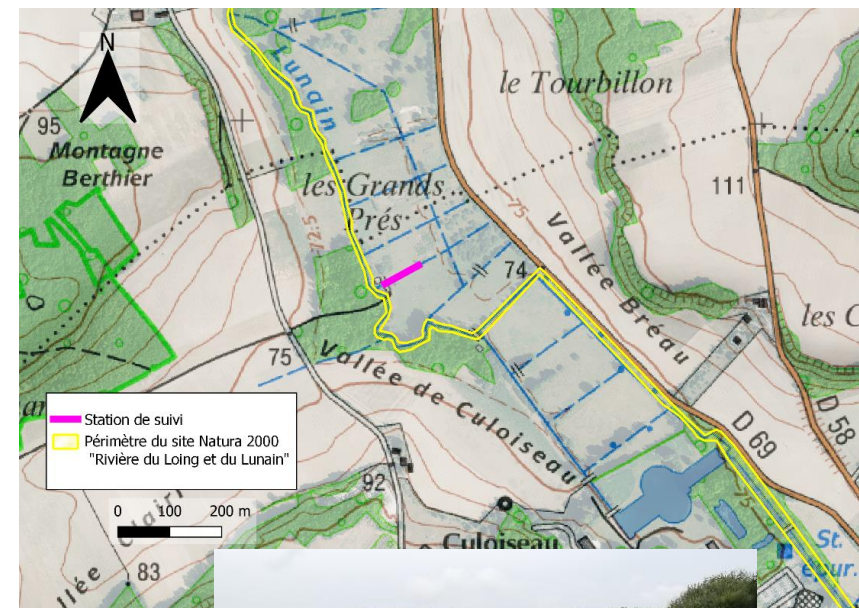 N
Lunain
le Tourbillon
95
Montagne
Berthier
les Grands
Prés
111
72.5
75
74
Vallée Bréau
les C
75
Vallée de Culoiseau
Station de suivi
Périmètre du site Natura 2000
"Rivière du Loing et du Lunain"
D 69
D 58
92
75
0 100 200 m
Culoiseau
St.
épur.
83